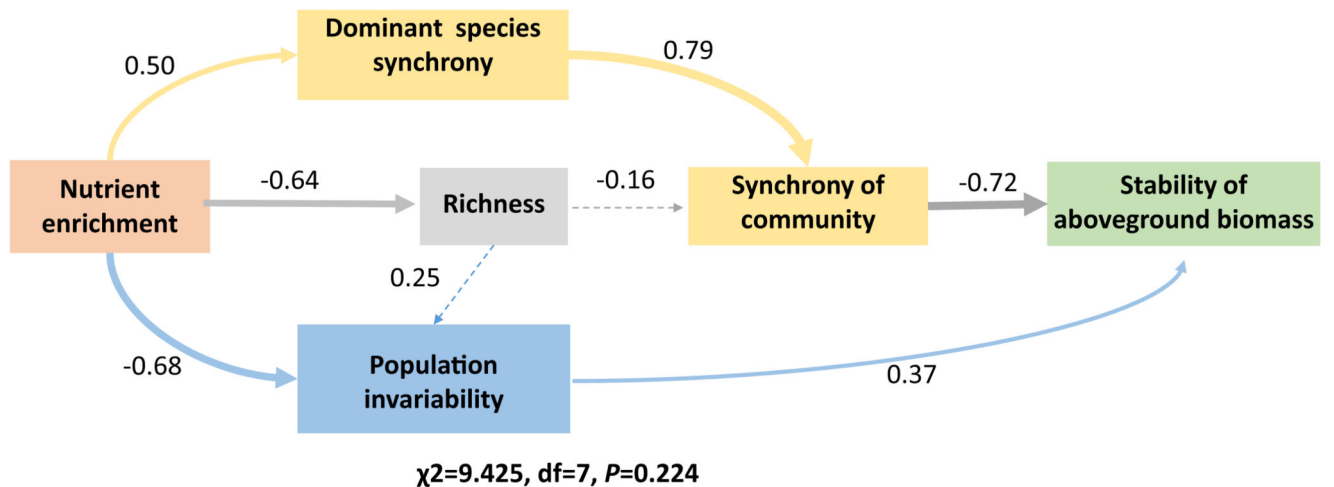 Dominant species
synchrony
0.50
0.79
Nutrient
enrichment
-0.64
Richness
-0.16
Synchrony of
community
-0.72
Stability of
aboveground biomass
0.25
-0.68
Population
invariability
0.37
χ2=9.425, df=7, P=0.224